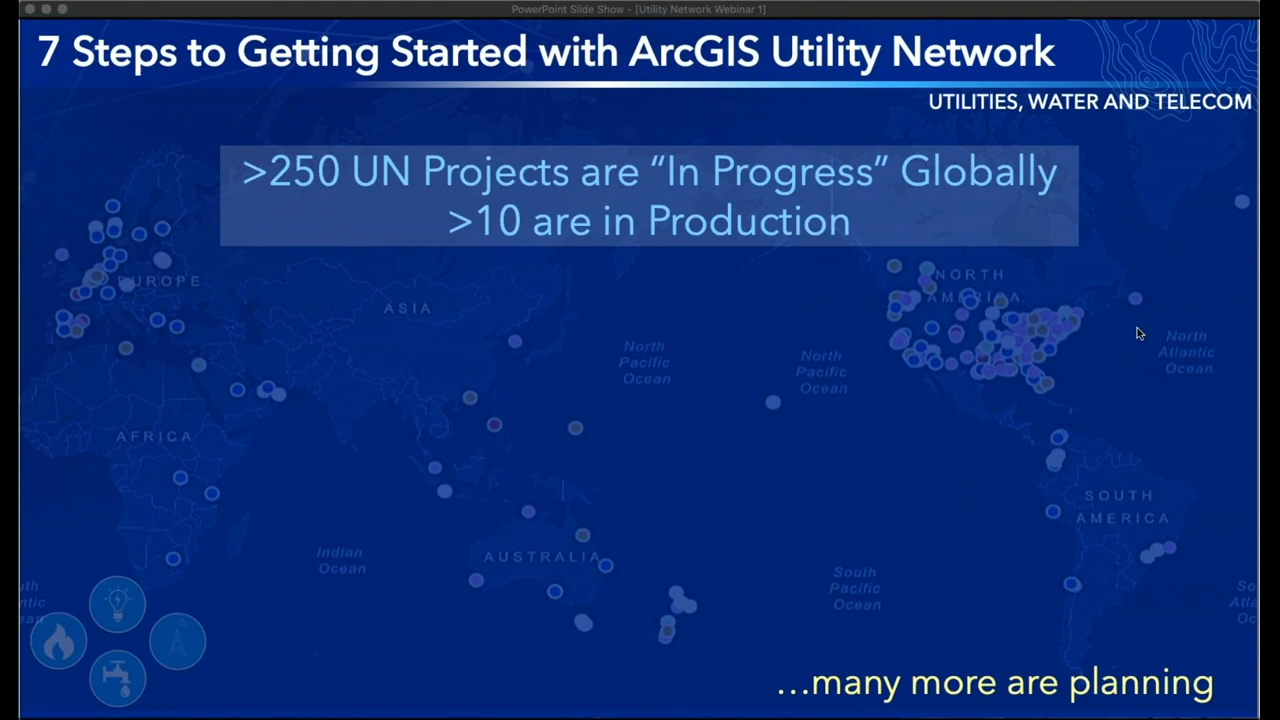 PowerPoint Slide Show - [Utility Network Webinar 1]
7 Steps to Getting Started with ArcGIS Utility Network
UTILITIES, WATER AND TELECOM
>250 UN Projects are “In Progress” Globally
>10 are in Production
EUROPE
ASIA
NORTH
AMERICA
North
Pacific
Ocean
North
Pacific
Ocean
North
Atlantic
Ocean
AFRICA
SOUTH
AMERICA
Indian
Ocean
AUSTRALIA
South
Pacific
Ocean
…many more are planning